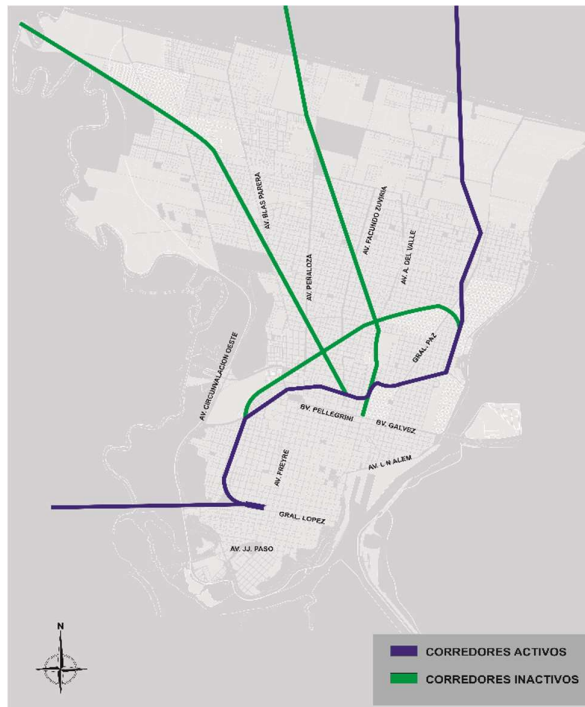 AV. BLAS PARERA
AV. FACUNDO ZUVIRIA
AV. PEÑALOZA
AV. A. DEL VALLE
AV. CIRCUNVALACION OESTE
GRAL. PAZ
BV. PELLEGRINI
BV. GALVEZ
AV. FREYRE
AV. L N ALEM
GRAL. LOPEZ
AV. JJ. PASO
N
CORREDORES ACTIVOS
CORREDORES INACTIVOS